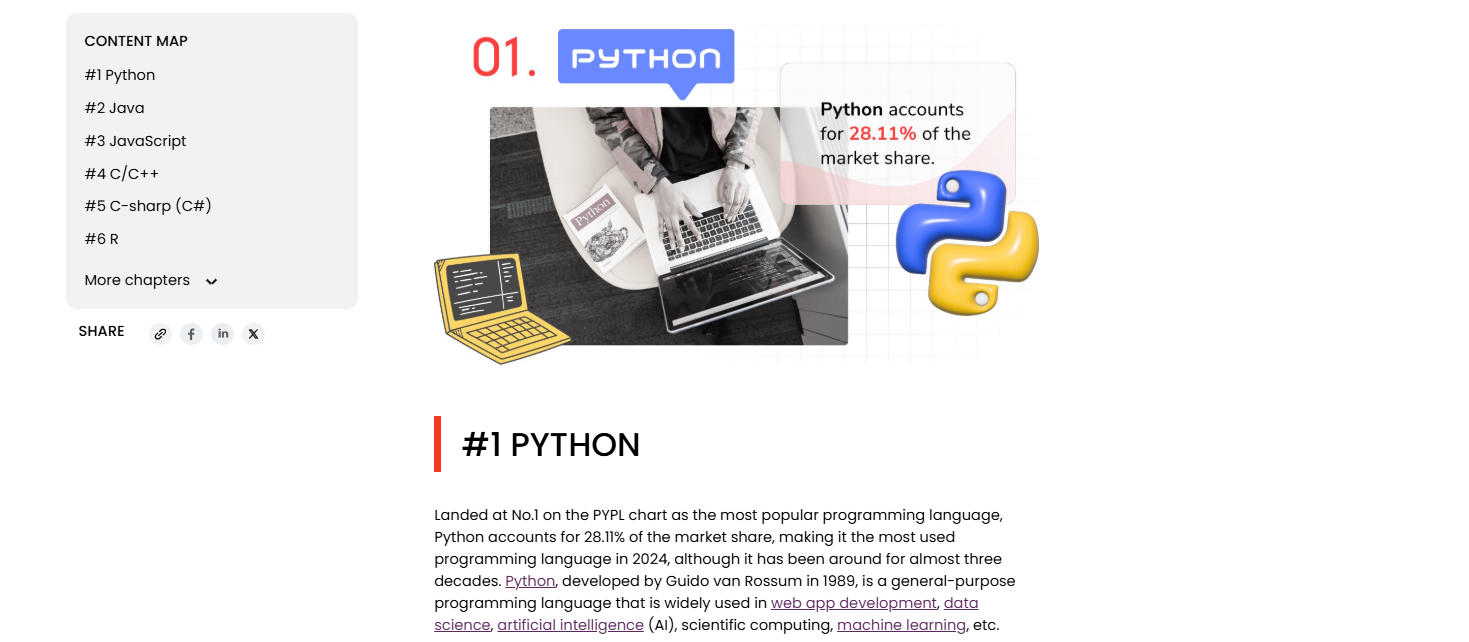 CONTENT MAP
#1 Python
#2 Java
#3 JavaScript
#4 C/C++
#5 C-sharp (C#)
#6 R
More chapters
SHARE
01.
PYTHON
Python accounts
for 28.11% of the
market share.
Python
#1 PYTHON
Landed at No.1 on the PYPL chart as the most popular programming language,
Python accounts for 28.11% of the market share, making it the most used
programming language in 2024, although it has been around for almost three
decades. Python, developed by Guido van Rossum in 1989, is a general-purpose
programming language that is widely used in web app development, data
science, artificial intelligence (AI), scientific computing, machine learning, etc.